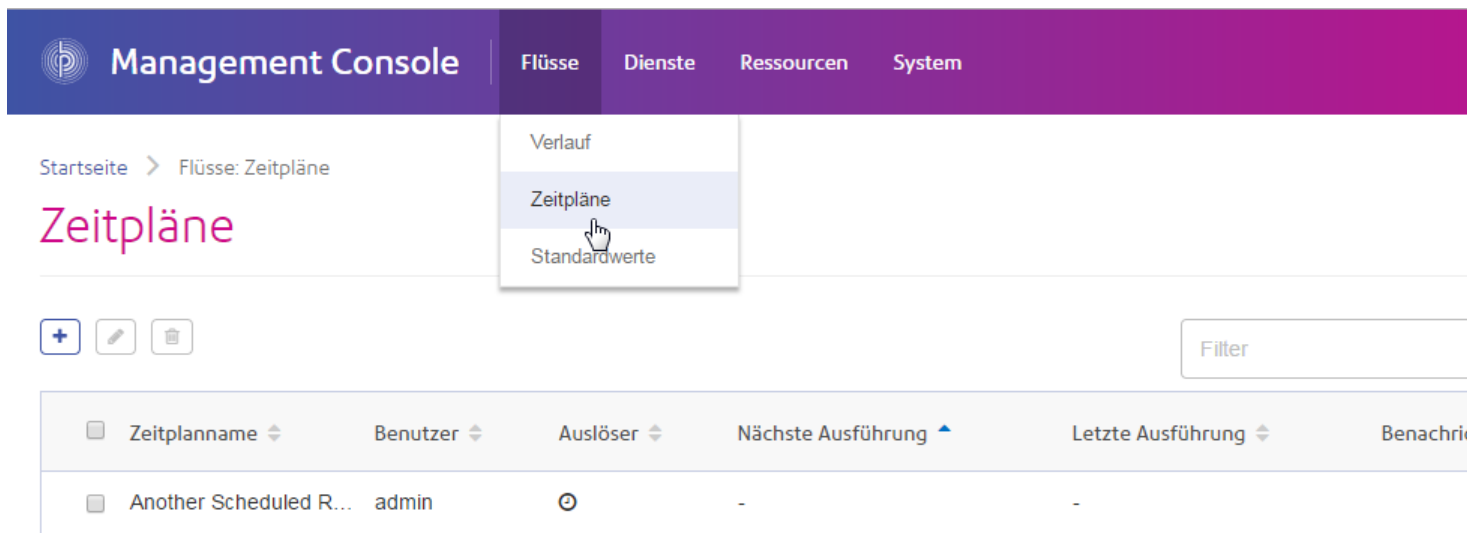 Management Console
Flüsse Dienste Ressourcen System
Verlauf
Startseite > Flüsse: Zeitpläne
Zeitpläne
Zeitpläne
Standardwerte
Filter
Zeitplanname Benutzer Auslöser Nächste Ausführung Letzte Ausführung Benachri
Another Scheduled R... admin - -